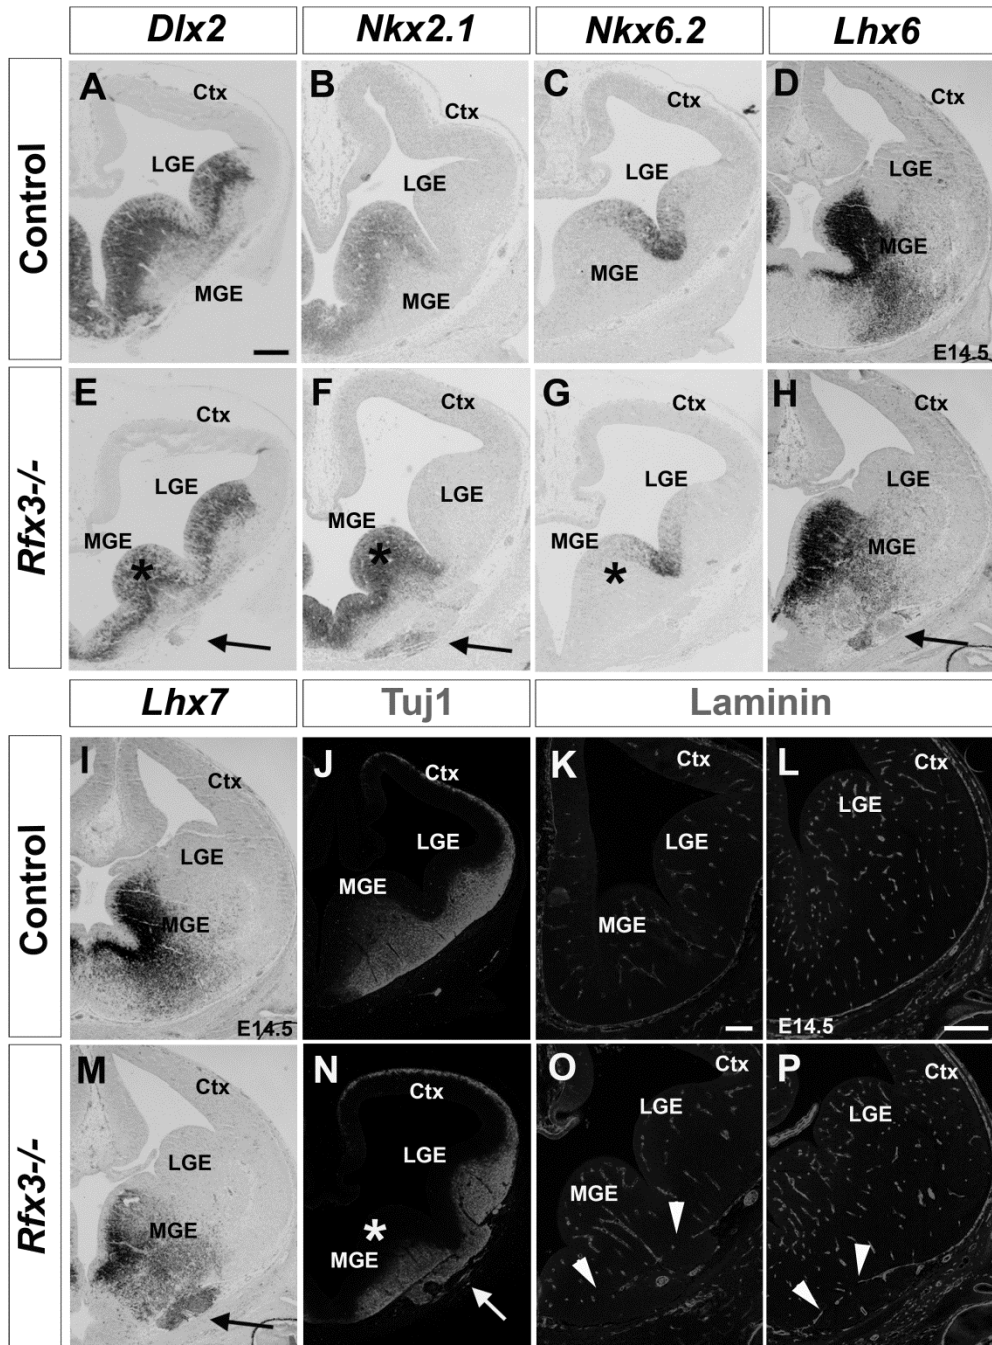 Dlx2 Nkx2.1 Nkx6.2 Lhx6
Control
A Ctx LGE MGE
B Ctx LGE MGE
C Ctx LGE MGE
D Ctx LGE MGE E14.5
Rfx3-/-
E Ctx LGE MGE *
F Ctx LGE MGE *
G Ctx LGE MGE *
H Ctx LGE MGE
Lhx7 Tuj1 Laminin
Control
I Ctx LGE MGE E14.5
J Ctx LGE MGE
K Ctx LGE MGE
L Ctx LGE E14.5
Rfx3-/-
M Ctx LGE MGE
N Ctx LGE * MGE
O Ctx LGE MGE
P Ctx LGE